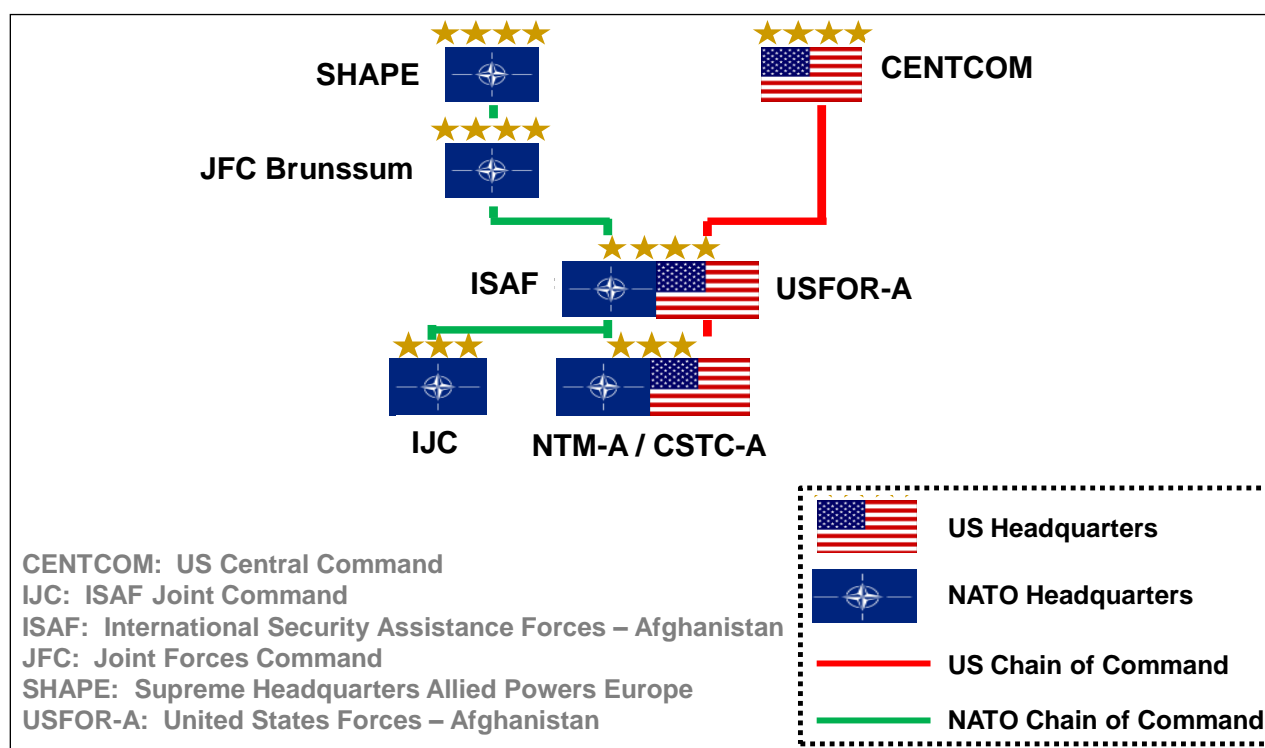 SHAPE
CENTCOM
JFC Brunssum
ISAF
USFOR-A
IJC
NTM-A / CSTC-A
US Headquarters
NATO Headquarters
US Chain of Command
NATO Chain of Command
CENTCOM: US Central Command
IJC: ISAF Joint Command
ISAF: International Security Assistance Forces – Afghanistan
JFC: Joint Forces Command
SHAPE: Supreme Headquarters Allied Powers Europe
USFOR-A: United States Forces – Afghanistan